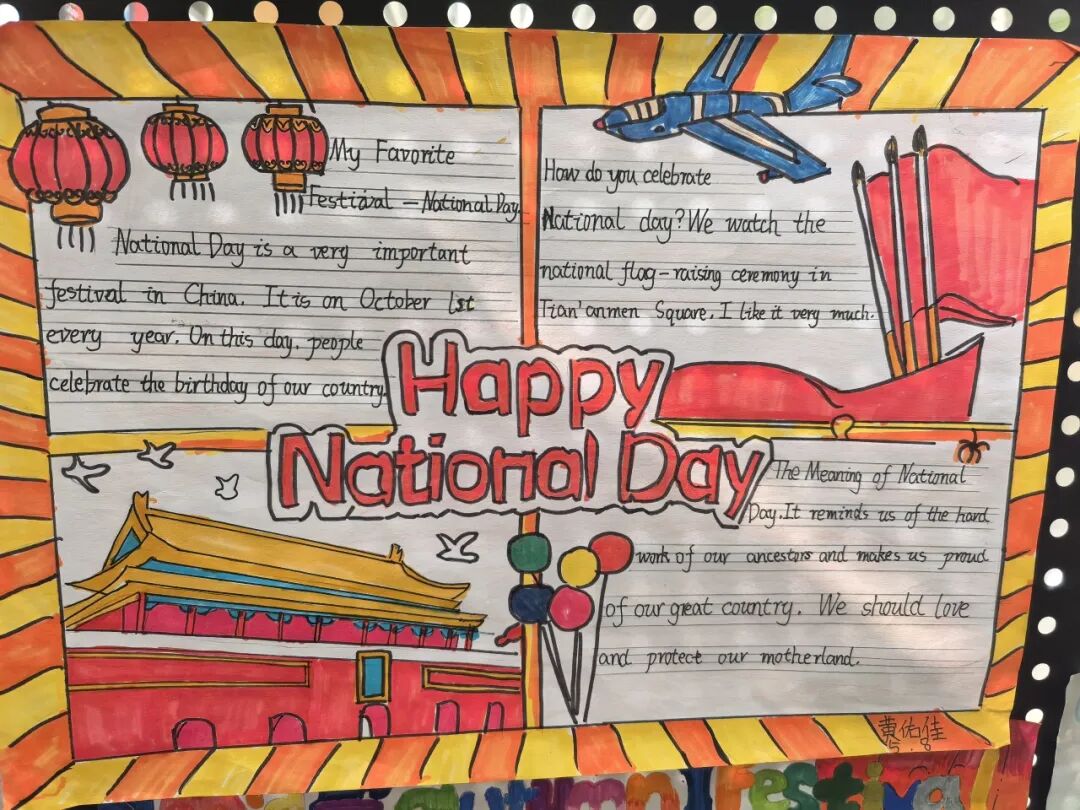 My Favorite
Festival — National Day
National Day is a very important
festival in China. It is on October 1st
every year. On this day, people
celebrate the birthday of our country.
How do you celebrate
National day? We watch the
national flag-raising ceremony in
Tian'anmen Square. I like it very much.
Happy
National Day
The Meaning of National
Day. It reminds us of the hard
work of our ancestors and makes us proud
of our great country. We should love
and protect our motherland.
黄佑佳
Festival